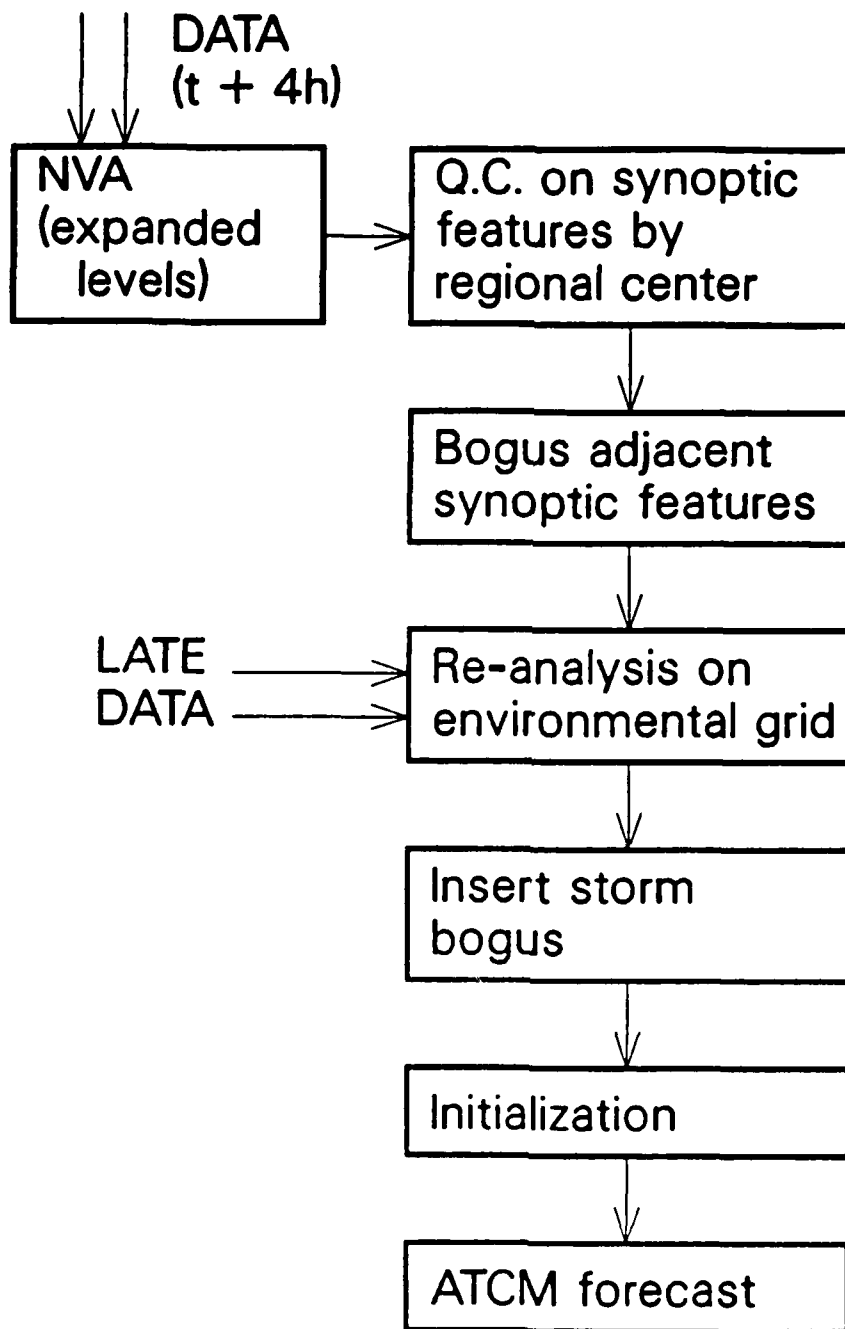 DATA
(t + 4h)
NVA
(expanded
levels)
Q.C. on synoptic
features by
regional center
Bogus adjacent
synoptic features
LATE
DATA
Re-analysis on
environmental grid
Insert storm
bogus
Initialization
ATCM forecast